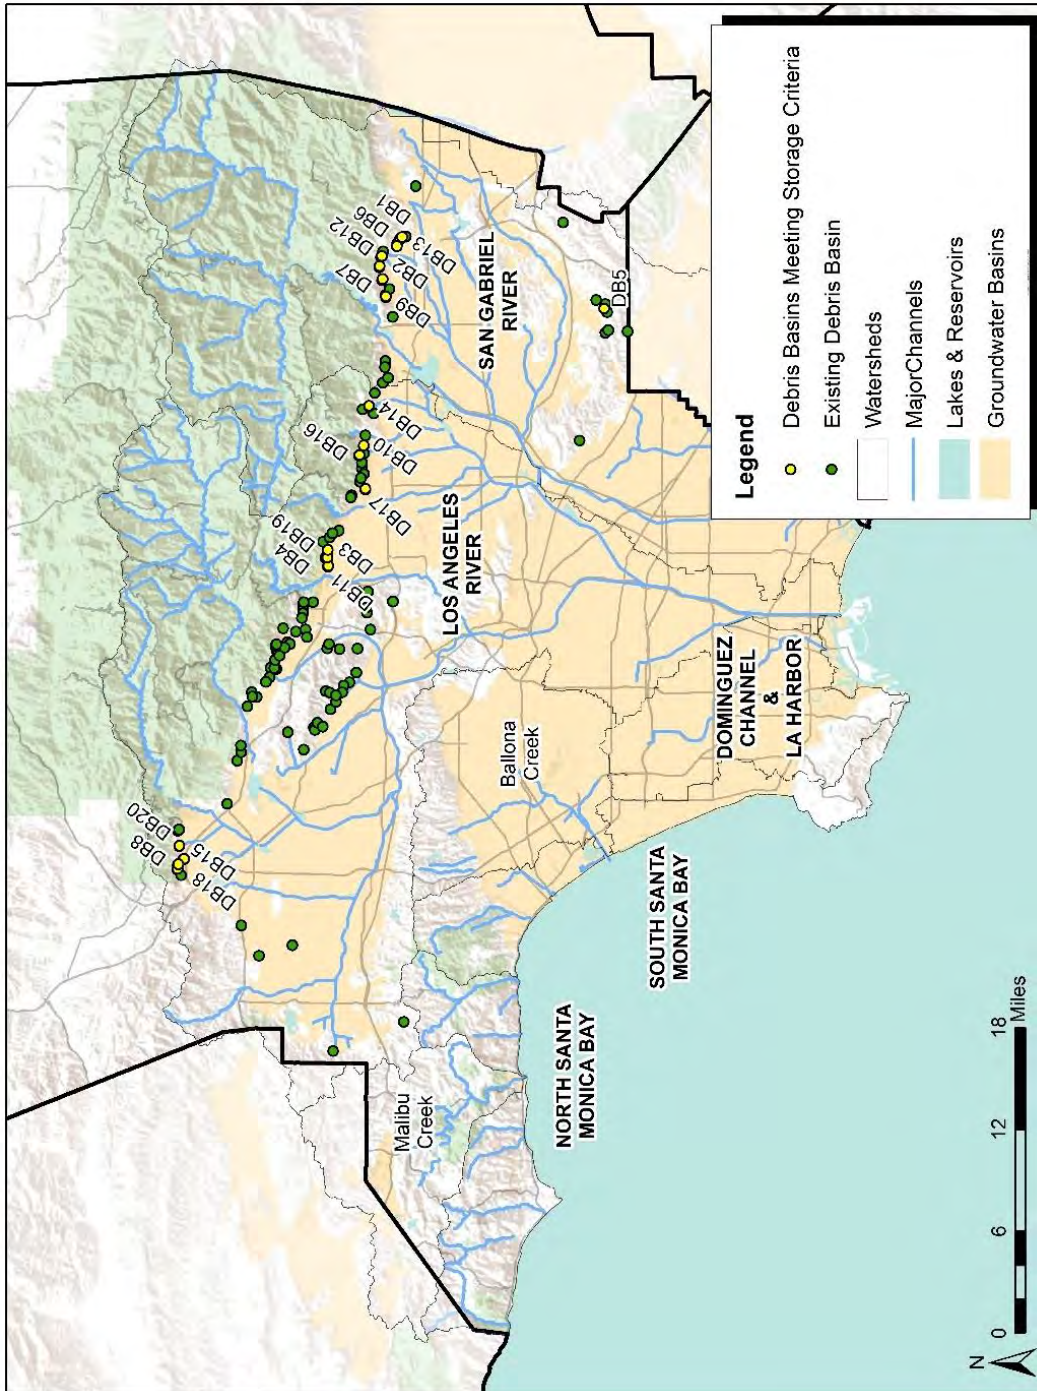 DB8
DB20
DB18
DB15
DB4
DB19
DB11
DB3
DB17
DB16
DB10
DB14
DB7
DB12
DB6
DB1
DB9
DB2
DB13
DB5
Malibu
Creek
LOS ANGELES
RIVER
SAN GABRIEL
RIVER
Ballona
Creek
NORTH SANTA
MONICA BAY
SOUTH SANTA
MONICA BAY
DOMINGUEZ
CHANNEL
&
LA HARBOR
Legend
Debris Basins Meeting Storage Criteria
Existing Debris Basin
Watersheds
MajorChannels
Lakes & Reservoirs
Groundwater Basins
N
0 6 12 18
Miles